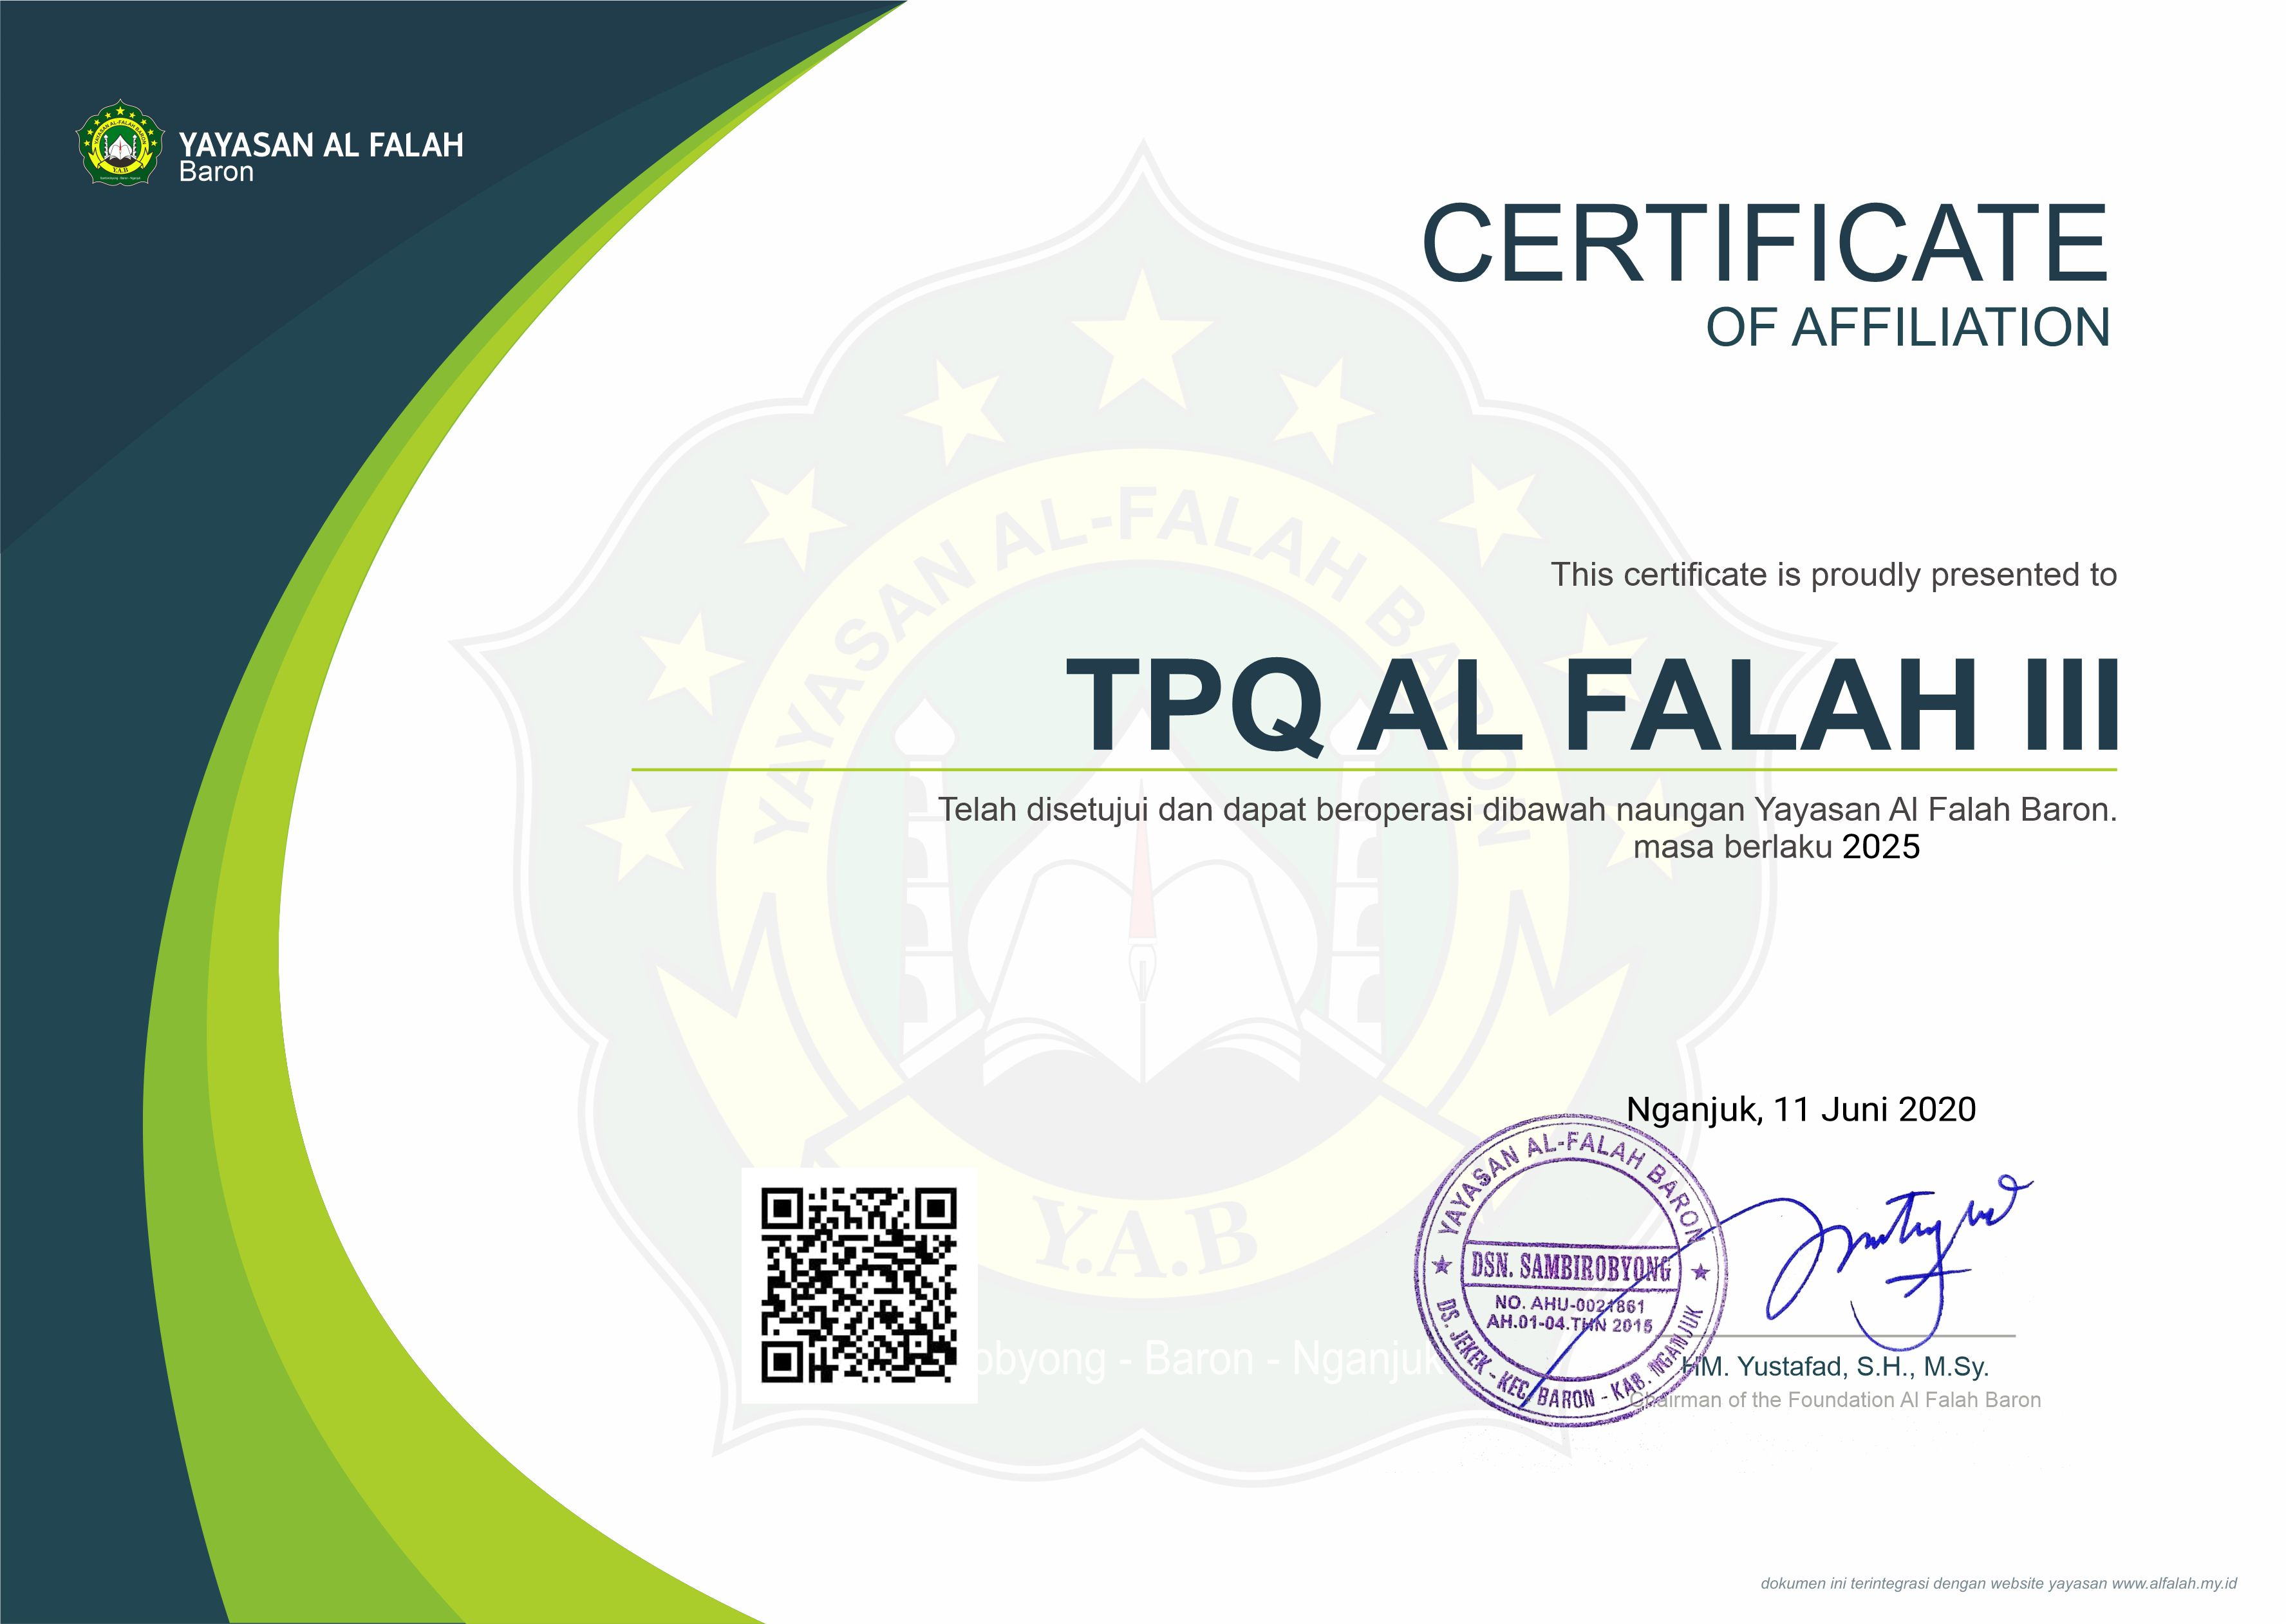 YAYASAN AL FALAH
Baron
CERTIFICATE
OF AFFILIATION
This certificate is proudly presented to
TPQ AL FALAH III
Telah disetujui dan dapat beroperasi dibawah naungan Yayasan Al Falah Baron.
masa berlaku 2025
YAYASAN AL-FALAH BARON
Y.A.B
Baron - Nganjuk
Nganjuk, 11 Juni 2020
YAYASAN AL-FALAH BARON
DSN. SAMBIROBYONG
NO. AHU-0021861
AH.01-04.THN 2015
DS. JEKEK - KEC. BARON - KAB. NGANJUK
HM. Yustafad, S.H., M.Sy.
Chairman of the Foundation Al Falah Baron
dokumen ini terintegrasi dengan website yayasan www.alfalah.my.id